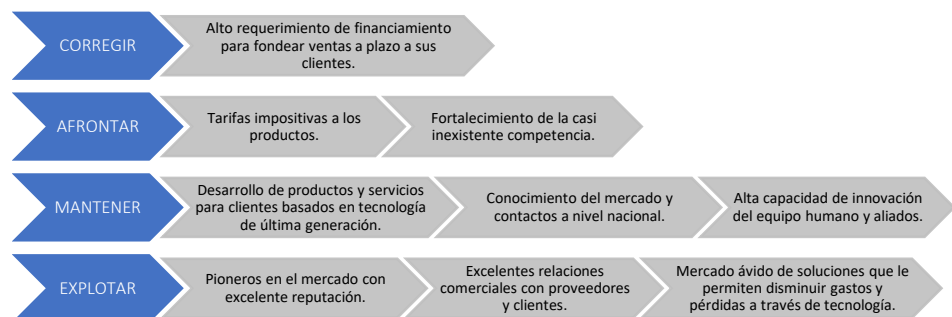 CORREGIR
Alto requerimiento de financiamiento
para fondear ventas a plazo a sus
clientes.
AFRONTAR
Tarifas impositivas a los
productos.
Fortalecimiento de la casi
inexistente competencia.
MANTENER
Desarrollo de productos y servicios
para clientes basados en tecnología
de última generación.
Conocimiento del mercado y
contactos a nivel nacional.
Alta capacidad de innovación
del equipo humano y aliados.
EXPLOTAR
Pioneros en el mercado con
excelente reputación.
Excelentes relaciones
comerciales con proveedores
y clientes.
Mercado ávido de soluciones que le
permiten disminuir gastos y
pérdidas a través de tecnología.